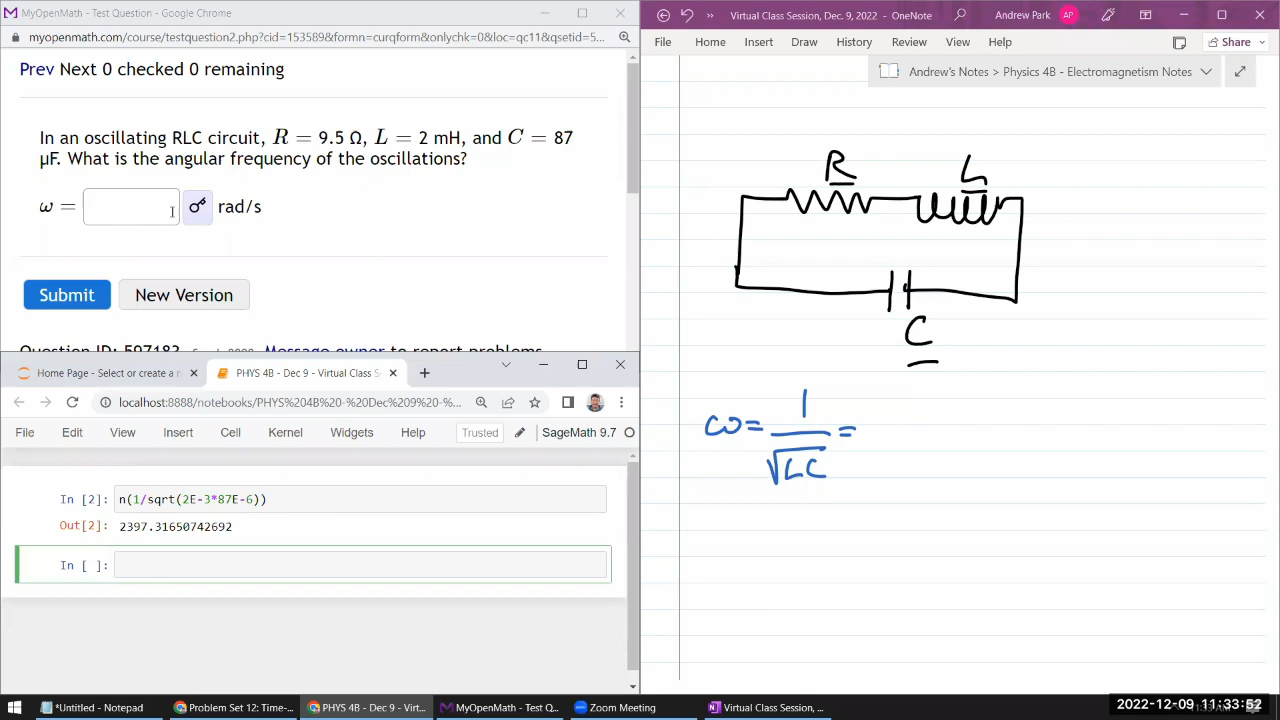 MyOpenMath - Test Question - Google Chrome
myopenmath.com/course/testquestion2.php?cid=153589&formn=curqform&onlychk=0&loc=qc11&qsetid=5...
Prev Next 0 checked 0 remaining
In an oscillating RLC circuit, R = 9.5 Ω, L = 2 mH, and C = 87
µF. What is the angular frequency of the oscillations?
ω = rad/s
Submit New Version
Message owner to report problems
Home Page - Select or create a n
PHYS 4B - Dec 9 - Virtual Class S
localhost:8888/notebooks/PHYS%204B%20-%20Dec%209%20-%...
File Edit View Insert Cell Kernel Widgets Help Trusted SageMath 9.7
In [2]: n(1/sqrt(2E-3*87E-6))
Out[2]: 2397.31650742692
In [ ]:
Virtual Class Session, Dec. 9, 2022 - OneNote
Andrew Park AP
File Home Insert Draw History Review View Help Share
Andrew's Notes > Physics 4B - Electromagnetism Notes
R L
C
ω = 1/√LC =
*Untitled - Notepad
Problem Set 12: Time-...
PHYS 4B - Dec 9 - Virt...
MyOpenMath - Test Q...
Zoom Meeting
Virtual Class Session, ...
2022-12-09 11:33:52